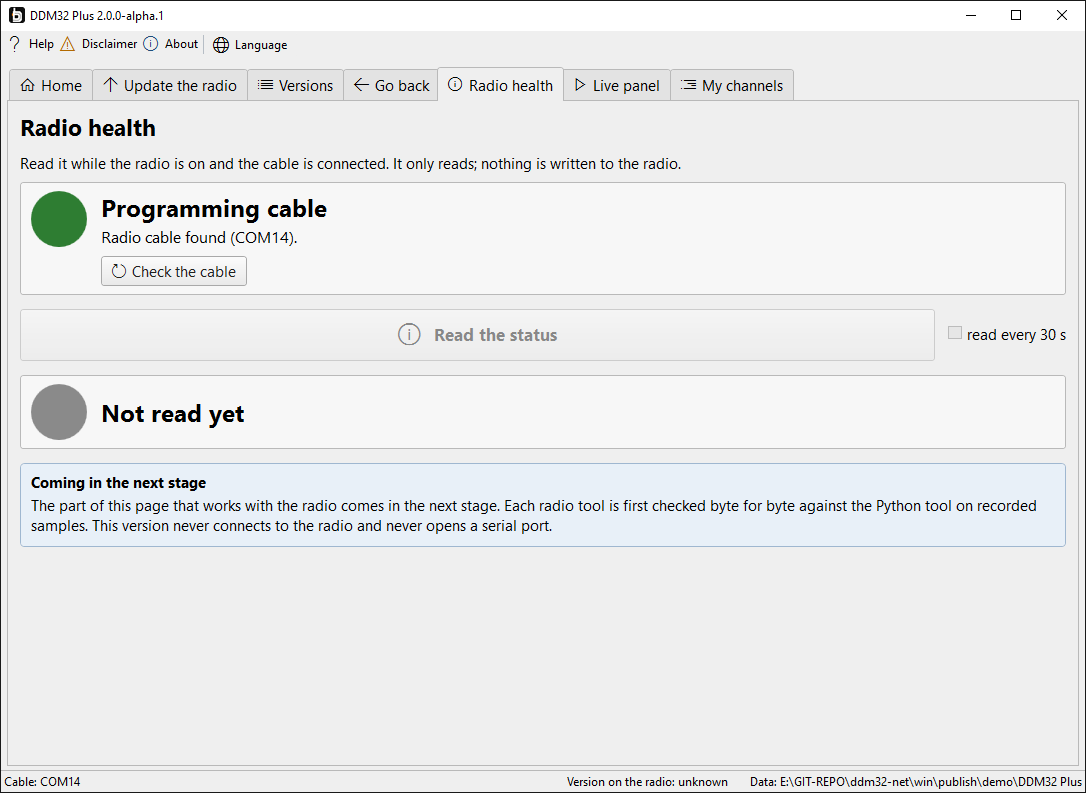 DDM32 Plus 2.0.0-alpha.1
Help Disclaimer About Language
Home Update the radio Versions Go back Radio health Live panel My channels
Radio health
Read it while the radio is on and the cable is connected. It only reads; nothing is written to the radio.
Programming cable
Radio cable found (COM14).
Check the cable
Read the status read every 30 s
Not read yet
Coming in the next stage
The part of this page that works with the radio comes in the next stage. Each radio tool is first checked byte for byte against the Python tool on recorded
samples. This version never connects to the radio and never opens a serial port.
Cable: COM14 Version on the radio: unknown Data: E:\GIT-REPO\ddm32-net\win\publish\demo\DDM32 Plus